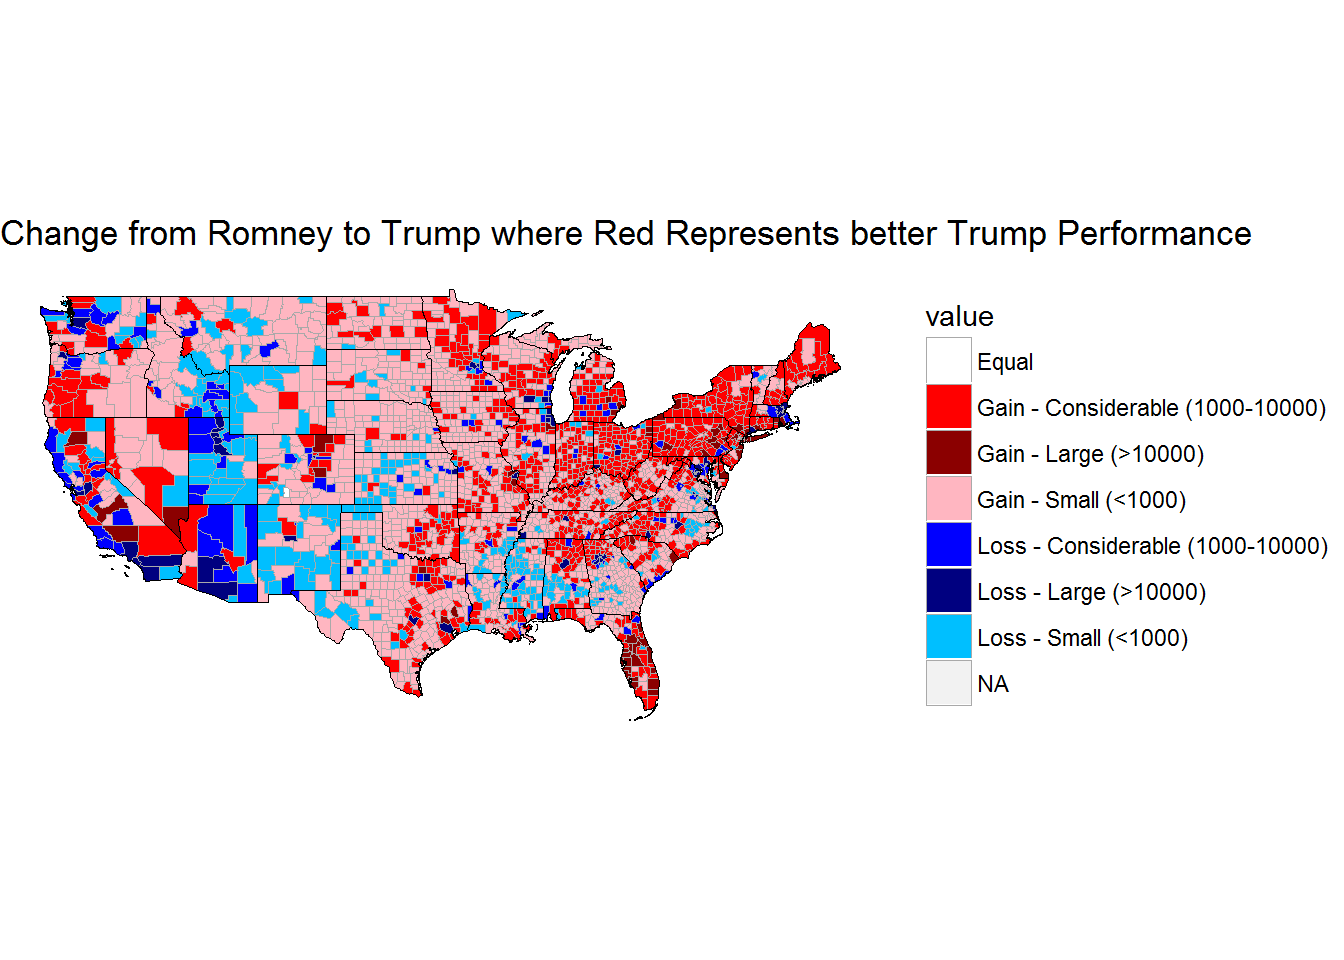 Change from Romney to Trump where Red Represents better Trump Performance
value
Equal
Gain - Considerable (1000-10000)
Gain - Large (>10000)
Gain - Small (<1000)
Loss - Considerable (1000-10000)
Loss - Large (>10000)
Loss - Small (<1000)
NA